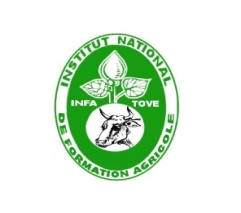 INSTITUT NATIONAL
INFA TOVE
DE FORMATION AGRICOLE